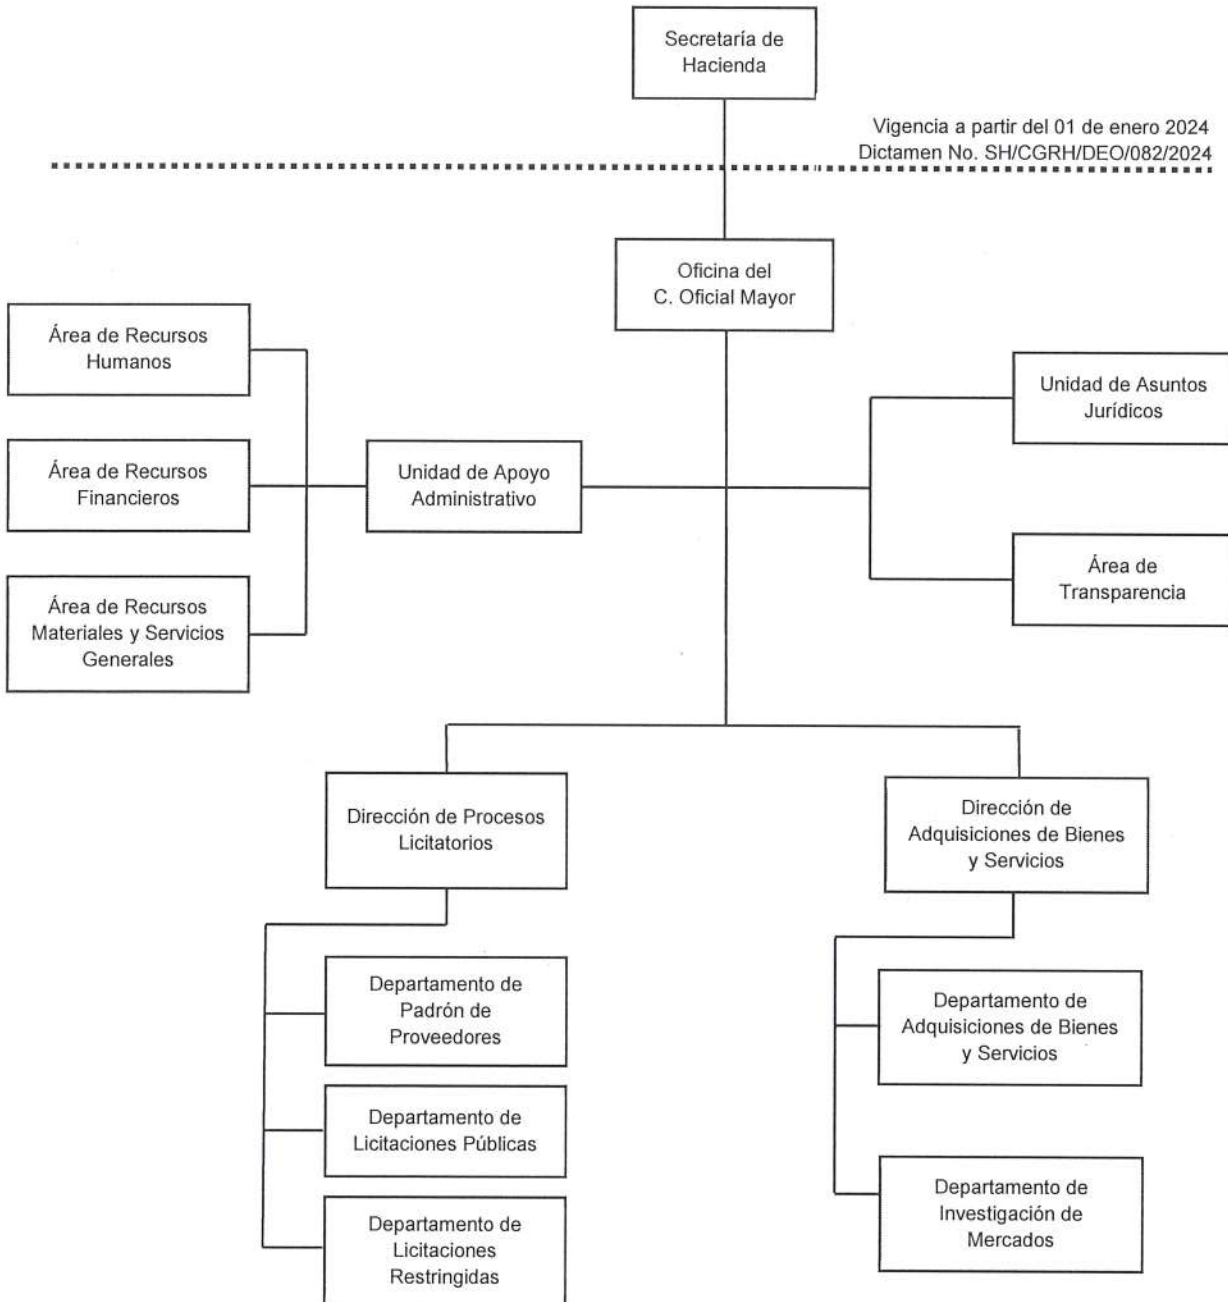 Secretaría de
Hacienda
Vigencia a partir del 01 de enero 2024
Dictamen No. SH/CGRH/DEO/082/2024
Oficina del
C. Oficial Mayor
Área de Recursos
Humanos
Área de Recursos
Financieros
Área de Recursos
Materiales y Servicios
Generales
Unidad de Apoyo
Administrativo
Unidad de Asuntos
Jurídicos
Área de
Transparencia
Dirección de Procesos
Licitatorios
Departamento de
Padrón de
Proveedores
Departamento de
Licitaciones Públicas
Departamento de
Licitaciones
Restringidas
Dirección de
Adquisiciones de Bienes
y Servicios
Departamento de
Adquisiciones de Bienes
y Servicios
Departamento de
Investigación de
Mercados